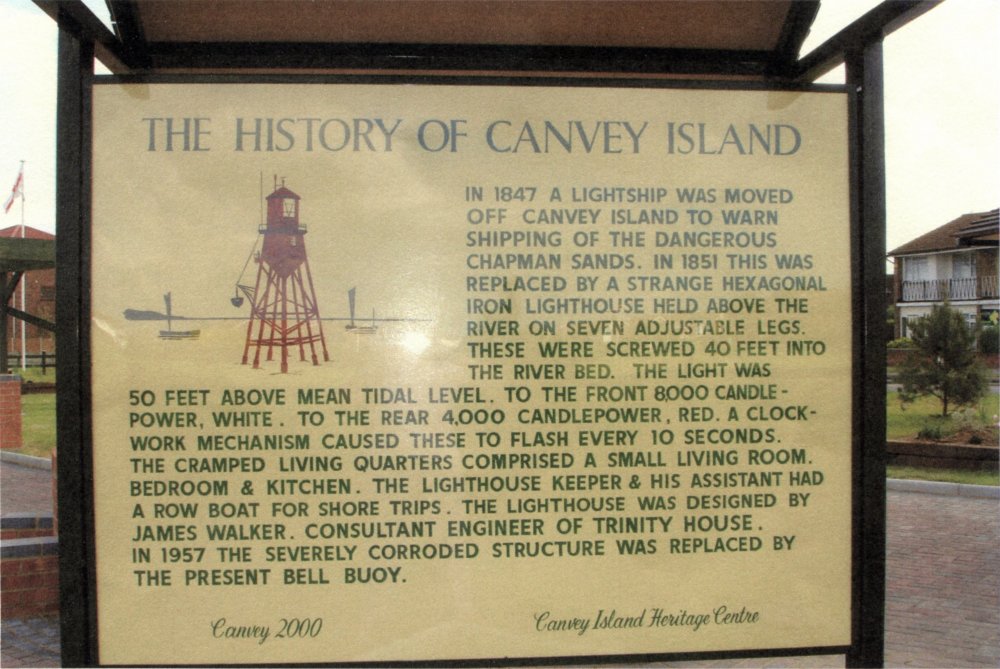 THE HISTORY OF CANVEY ISLAND
IN 1847 A LIGHTSHIP WAS MOVED
OFF CANVEY ISLAND TO WARN
SHIPPING OF THE DANGEROUS
CHAPMAN SANDS. IN 1851 THIS WAS
REPLACED BY A STRANGE HEXAGONAL
IRON LIGHTHOUSE HELD ABOVE THE
RIVER ON SEVEN ADJUSTABLE LEGS.
THESE WERE SCREWED 40 FEET INTO
THE RIVER BED. THE LIGHT WAS
50 FEET ABOVE MEAN TIDAL LEVEL. TO THE FRONT 8,000 CANDLE-
POWER, WHITE. TO THE REAR 4,000 CANDLEPOWER, RED. A CLOCK-
WORK MECHANISM CAUSED THESE TO FLASH EVERY 10 SECONDS.
THE CRAMPED LIVING QUARTERS COMPRISED A SMALL LIVING ROOM.
BEDROOM & KITCHEN. THE LIGHTHOUSE KEEPER & HIS ASSISTANT HAD
A ROW BOAT FOR SHORE TRIPS. THE LIGHTHOUSE WAS DESIGNED BY
JAMES WALKER. CONSULTANT ENGINEER OF TRINITY HOUSE.
IN 1957 THE SEVERELY CORRODED STRUCTURE WAS REPLACED BY
THE PRESENT BELL BUOY.
Canvey 2000
Canvey Island Heritage Centre